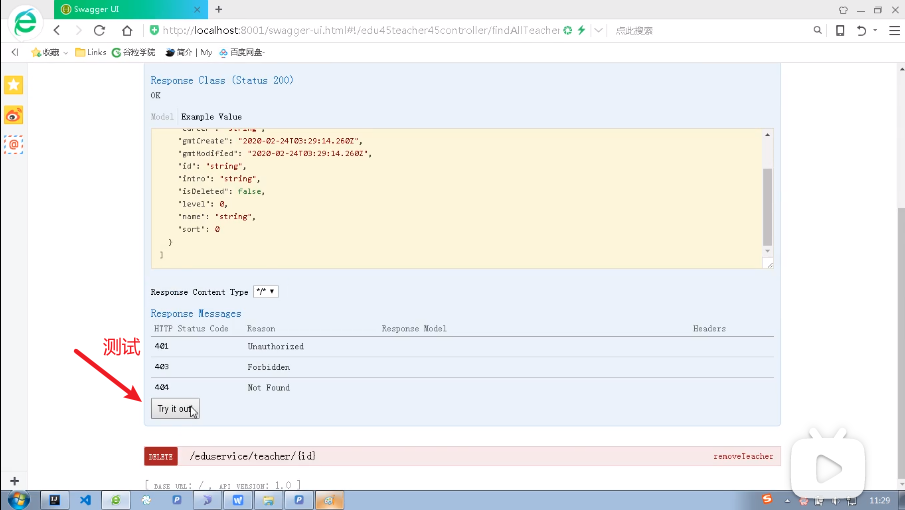 Swagger UI
http://localhost:8001/swagger-ui.html#!/edu45teacher45controller/findAllTeacher
点此搜索
收藏 Links 谷粒学院 简介 | My 百度网盘-
Response Class (Status 200)
OK
Model Example Value
"gmtCreate": "2020-02-24T03:29:14.260Z",
"gmtModified": "2020-02-24T03:29:14.260Z",
"id": "string",
"intro": "string",
"isDeleted": false,
"level": 0,
"name": "string",
"sort": 0
}
]
Response Content Type */*
Response Messages
HTTP Status Code Reason Response Model Headers
测试
401 Unauthorized
403 Forbidden
404 Not Found
Try it out
DELETE /eduservice/teacher/{id} removeTeacher
[ BASE URL: / , API VERSION: 1.0 ]
11:29